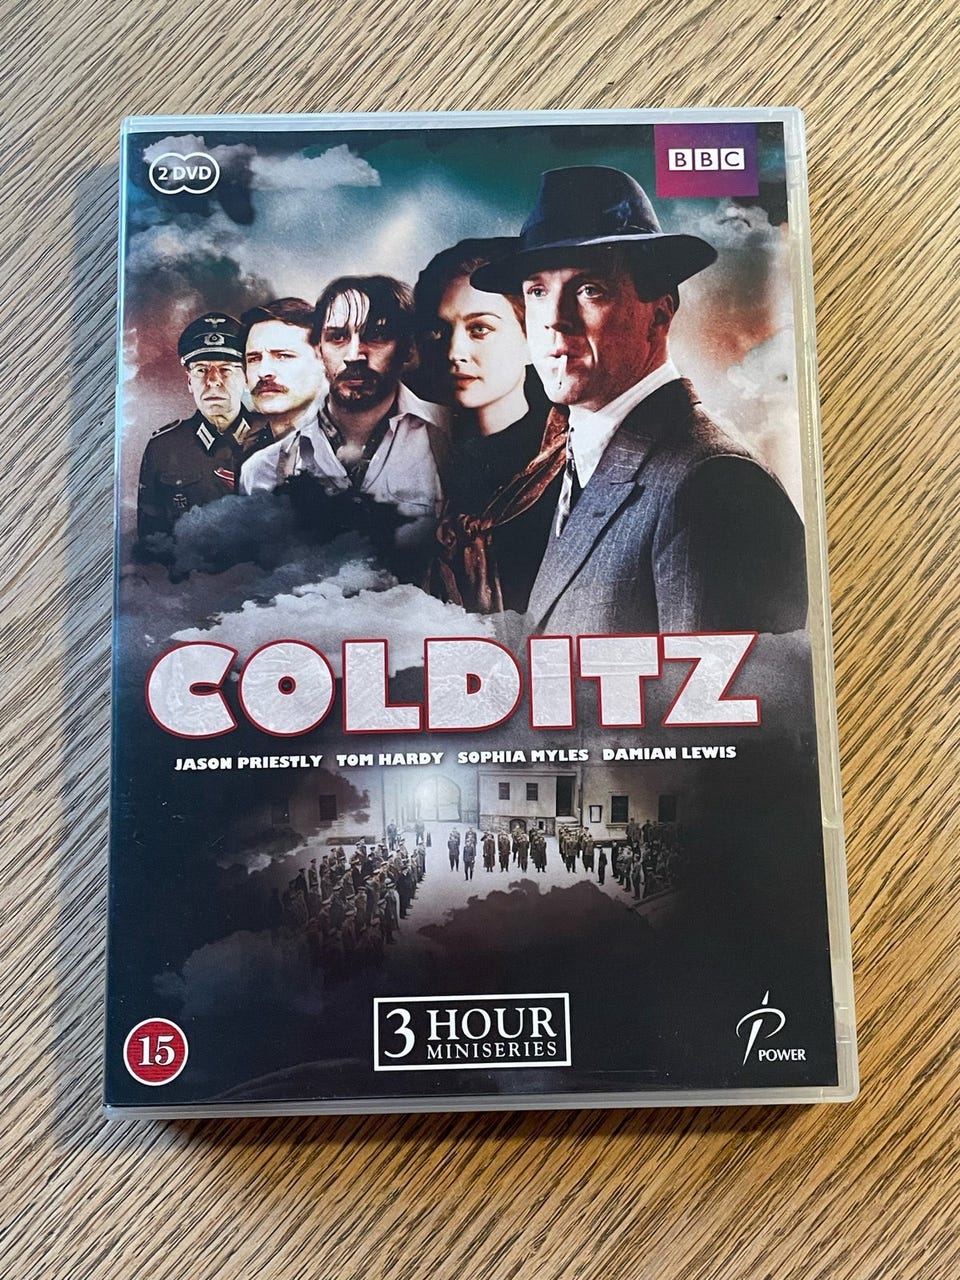 2 DVD
BBC
COLDITZ
JASON PRIESTLY TOM HARDY SOPHIA MYLES DAMIAN LEWIS
3 HOUR
MINISERIES
15
P
POWER